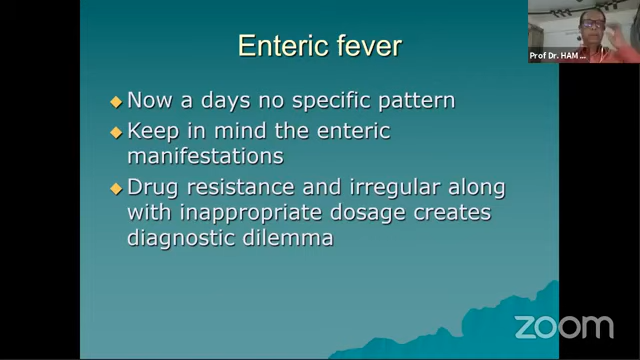 Enteric fever
Prof Dr. HAM ...
Now a days no specific pattern
Keep in mind the enteric
manifestations
Drug resistance and irregular along
with inappropriate dosage creates
diagnostic dilemma
zoom